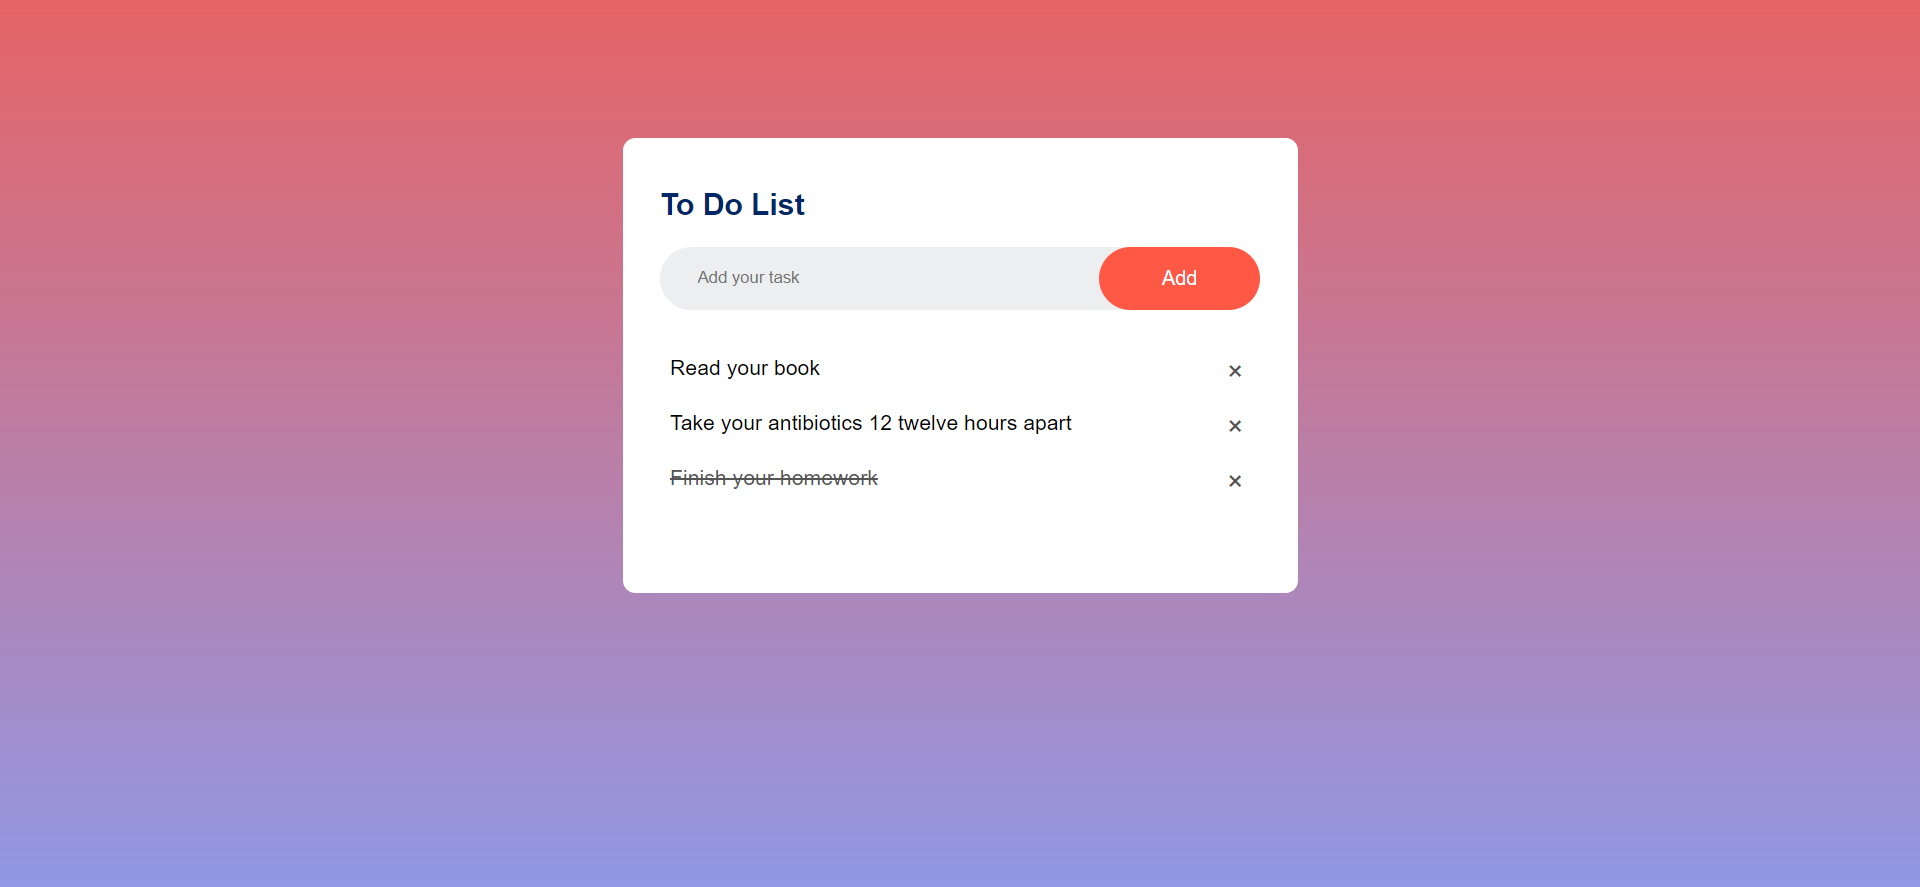 To Do List
Add your task
Add
Read your book
×
Take your antibiotics 12 twelve hours apart
×
Finish your homework
×